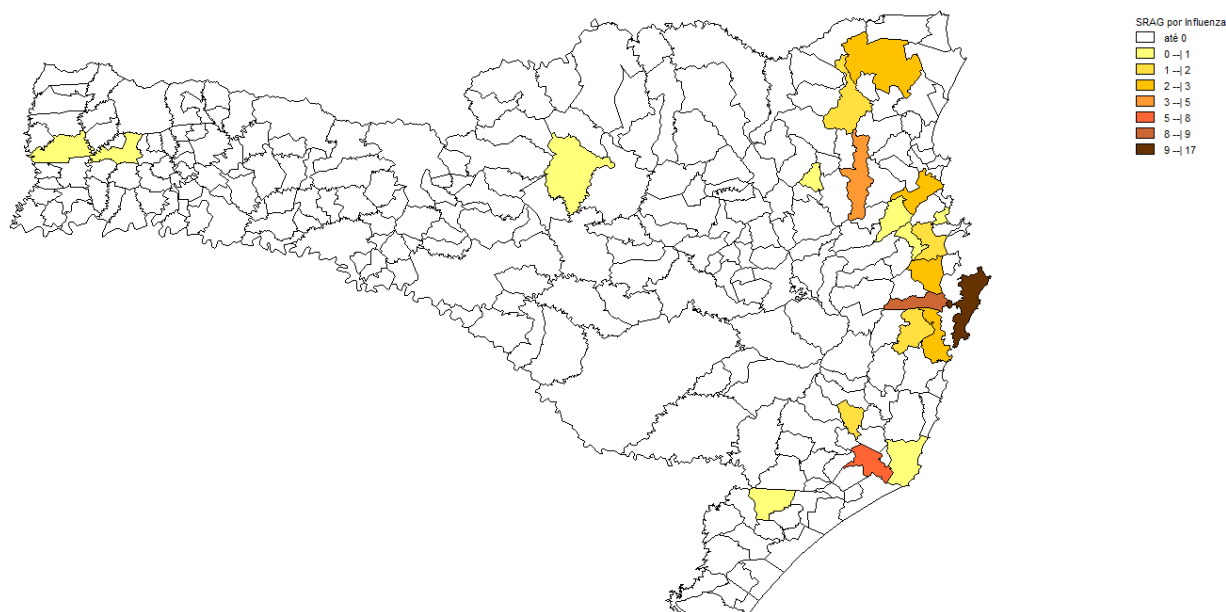 SRAG por Influenza
até 0
0 --| 1
1 --| 2
2 --| 3
3 --| 5
5 --| 8
8 --| 9
9 --| 17